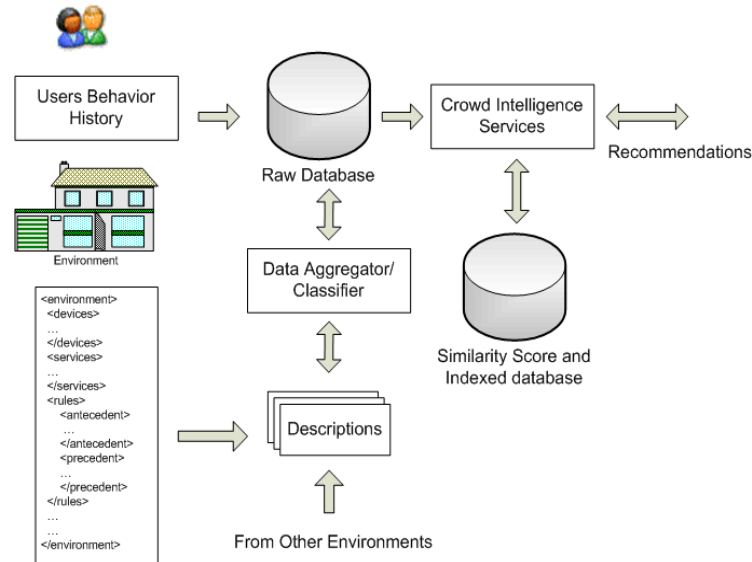 Users Behavior
History
Raw Database
Crowd Intelligence
Services
Recommendations
Environment
Data Aggregator/
Classifier
Similarity Score and
Indexed database
<environment>
<devices>
…
</devices>
<services>
…
</services>
<rules>
<antecedent>
…
</antecedent>
<precedent>
…
</precedent>
</rules>
…
…
</environment>
Descriptions
From Other Environments